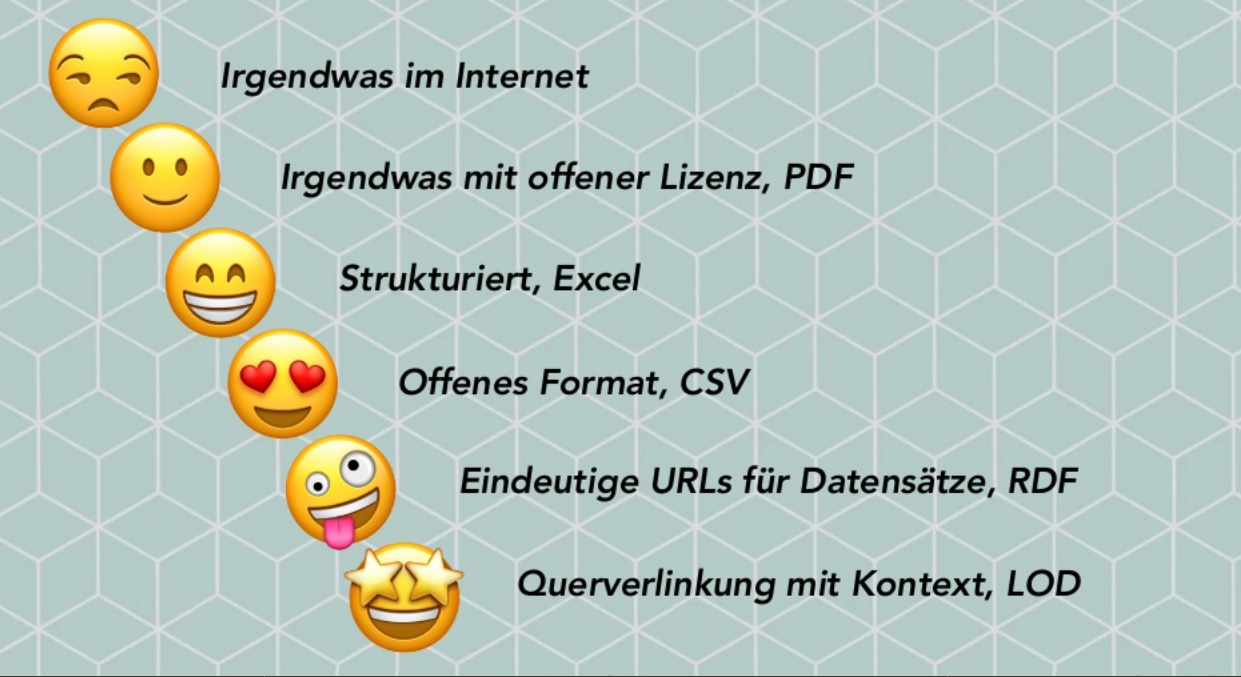 Irgendwas im Internet
Irgendwas mit offener Lizenz, PDF
Strukturiert, Excel
Offenes Format, CSV
Eindeutige URLs für Datensätze, RDF
Querverlinkung mit Kontext, LOD